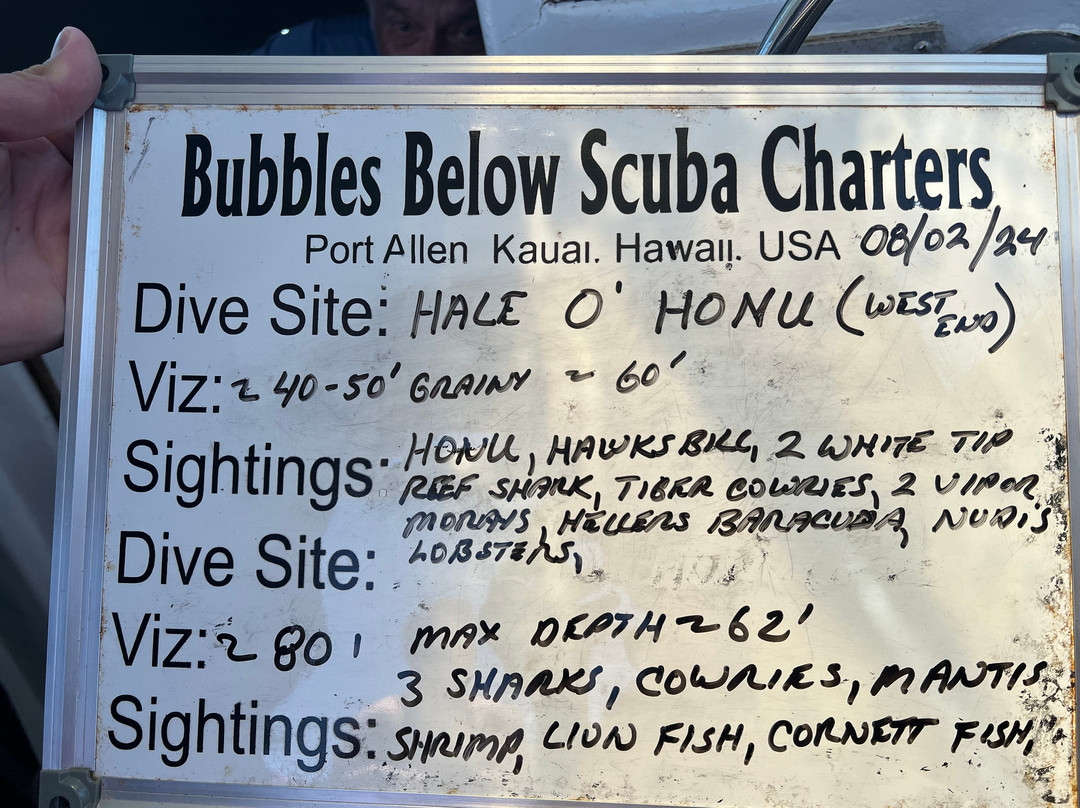 Bubbles Below Scuba Charters
Port Allen Kauai. Hawaii. USA 08/02/24
Dive Site: HALE O' HONU (WEST END)
Viz: ~ 40-50' GRAINY ~ 60'
Sightings: HONU, HAWKSBILL, 2 WHITE TIP
REEF SHARK, TIGER COWRIES, 2 VIPOR
MORAYS, HELLERS BARACUDA, NUDI'S
Dive Site: LOBSTERS,
Viz: ~ 80' MAX DEPTH ~ 62'
3 SHARKS, COWRIES, MANTIS
Sightings: SHRIMP, LION FISH, CORNETT FISH,